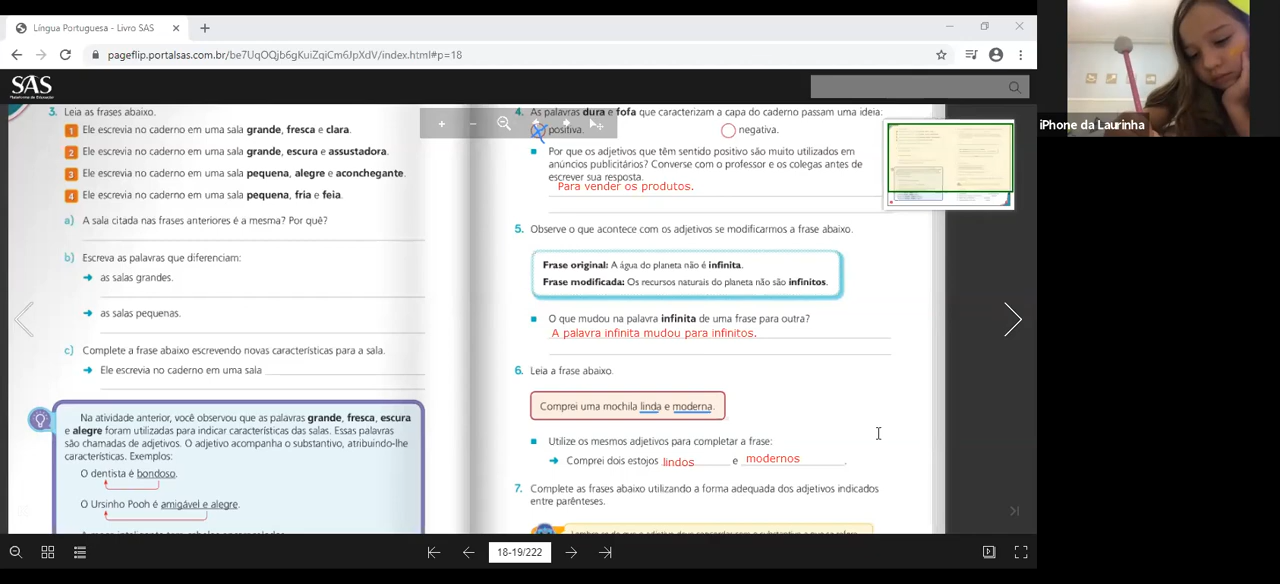 Língua Portuguesa - Livro SAS
pageflip.portalsas.com.br/be7UqOQjb6gKuiZqiCm6JpXdV/index.html#p=18
SAS
Plataforma de Educação
3. Leia as frases abaixo.
1 Ele escrevia no caderno em uma sala grande, fresca e clara.
2 Ele escrevia no caderno em uma sala grande, escura e assustadora.
3 Ele escrevia no caderno em uma sala pequena, alegre e aconchegante.
4 Ele escrevia no caderno em uma sala pequena, fria e feia.
a) A sala citada nas frases anteriores é a mesma? Por quê?
b) Escreva as palavras que diferenciam:
as salas grandes.
as salas pequenas.
c) Complete a frase abaixo escrevendo novas características para a sala.
Ele escrevia no caderno em uma sala
Na atividade anterior, você observou que as palavras grande, fresca, escura
e alegre foram utilizadas para indicar características das salas. Essas palavras
são chamadas de adjetivos. O adjetivo acompanha o substantivo, atribuindo-lhe
características. Exemplos:
O dentista é bondoso.
O Ursinho Pooh é amigável e alegre.
4. As palavras dura e fofa que caracterizam a capa do caderno passam uma ideia:
positiva. negativa.
Por que os adjetivos que têm sentido positivo são muito utilizados em
anúncios publicitários? Converse com o professor e os colegas antes de
escrever sua resposta.
Para vender os produtos.
5. Observe o que acontece com os adjetivos se modificarmos a frase abaixo.
Frase original: A água do planeta não é infinita.
Frase modificada: Os recursos naturais do planeta não são infinitos.
O que mudou na palavra infinita de uma frase para outra?
A palavra infinita mudou para infinitos.
6. Leia a frase abaixo.
Comprei uma mochila linda e moderna.
Utilize os mesmos adjetivos para completar a frase:
Comprei dois estojos lindos e modernos.
7. Complete as frases abaixo utilizando a forma adequada dos adjetivos indicados
entre parênteses.
18-19/222
iPhone da Laurinha